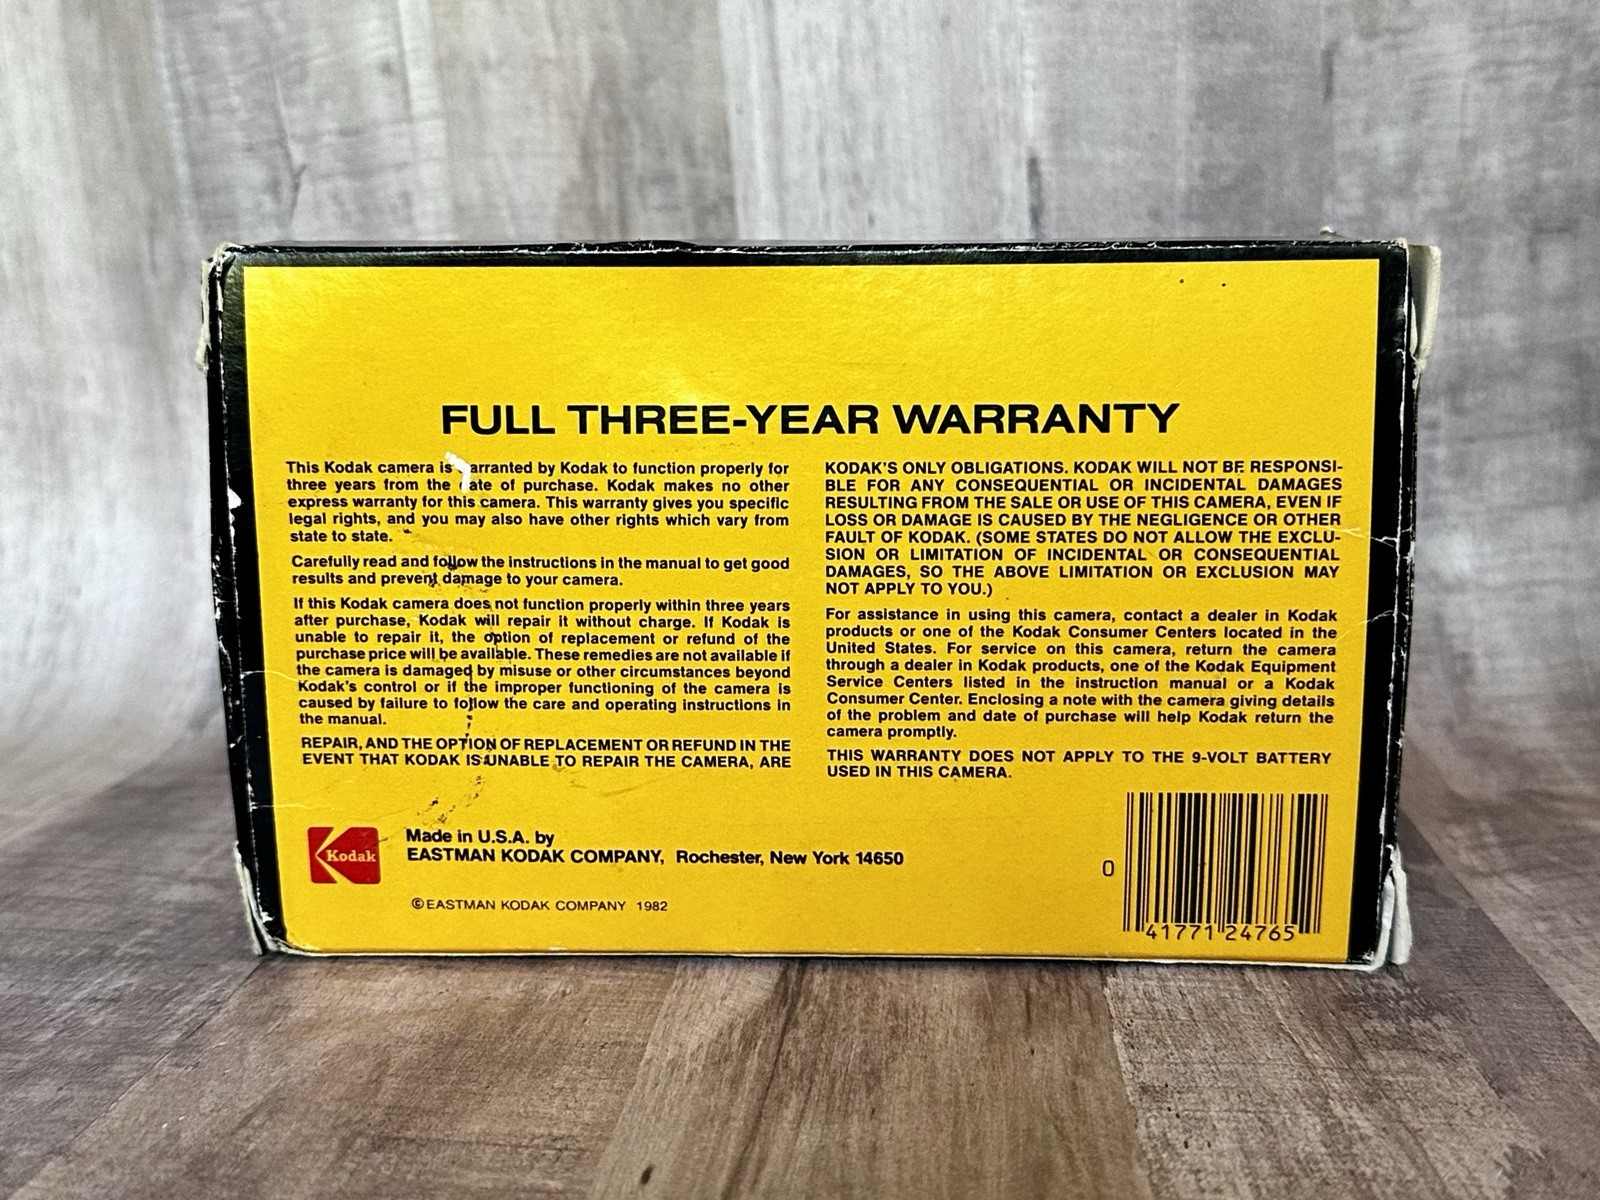 FULL THREE-YEAR WARRANTY
This Kodak camera is warranted by Kodak to function properly for
three years from the date of purchase. Kodak makes no other
express warranty for this camera. This warranty gives you specific
legal rights, and you may also have other rights which vary from
state to state.
Carefully read and follow the instructions in the manual to get good
results and prevent damage to your camera.
If this Kodak camera does not function properly within three years
after purchase, Kodak will repair it without charge. If Kodak is
unable to repair it, the option of replacement or refund of the
purchase price will be available. These remedies are not available if
the camera is damaged by misuse or other circumstances beyond
Kodak's control or if the improper functioning of the camera is
caused by failure to follow the care and operating instructions in
the manual.
REPAIR, AND THE OPTION OF REPLACEMENT OR REFUND IN THE
EVENT THAT KODAK IS UNABLE TO REPAIR THE CAMERA, ARE
KODAK'S ONLY OBLIGATIONS. KODAK WILL NOT BE RESPONSI-
BLE FOR ANY CONSEQUENTIAL OR INCIDENTAL DAMAGES
RESULTING FROM THE SALE OR USE OF THIS CAMERA, EVEN IF
LOSS OR DAMAGE IS CAUSED BY THE NEGLIGENCE OR OTHER
FAULT OF KODAK. (SOME STATES DO NOT ALLOW THE EXCLU-
SION OR LIMITATION OF INCIDENTAL OR CONSEQUENTIAL
DAMAGES, SO THE ABOVE LIMITATION OR EXCLUSION MAY
NOT APPLY TO YOU.)
For assistance in using this camera, contact a dealer in Kodak
products or one of the Kodak Consumer Centers located in the
United States. For service on this camera, return the camera
through a dealer in Kodak products, one of the Kodak Equipment
Service Centers listed in the instruction manual or a Kodak
Consumer Center. Enclosing a note with the camera giving details
of the problem and date of purchase will help Kodak return the
camera promptly.
THIS WARRANTY DOES NOT APPLY TO THE 9-VOLT BATTERY
USED IN THIS CAMERA.
Kodak
Made in U.S.A. by
EASTMAN KODAK COMPANY, Rochester, New York 14650
©EASTMAN KODAK COMPANY 1982
0 41771 24765